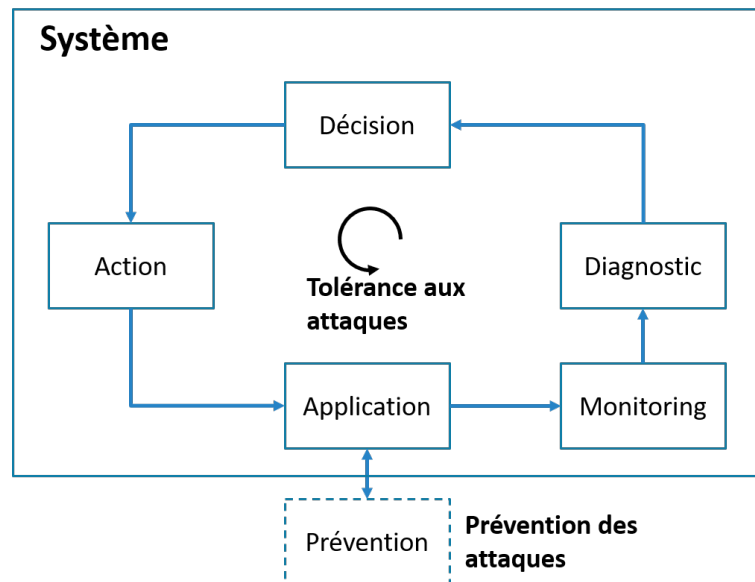 Système
Décision
Action
Diagnostic
Tolérance aux
attaques
Application
Monitoring
Prévention
Prévention des
attaques